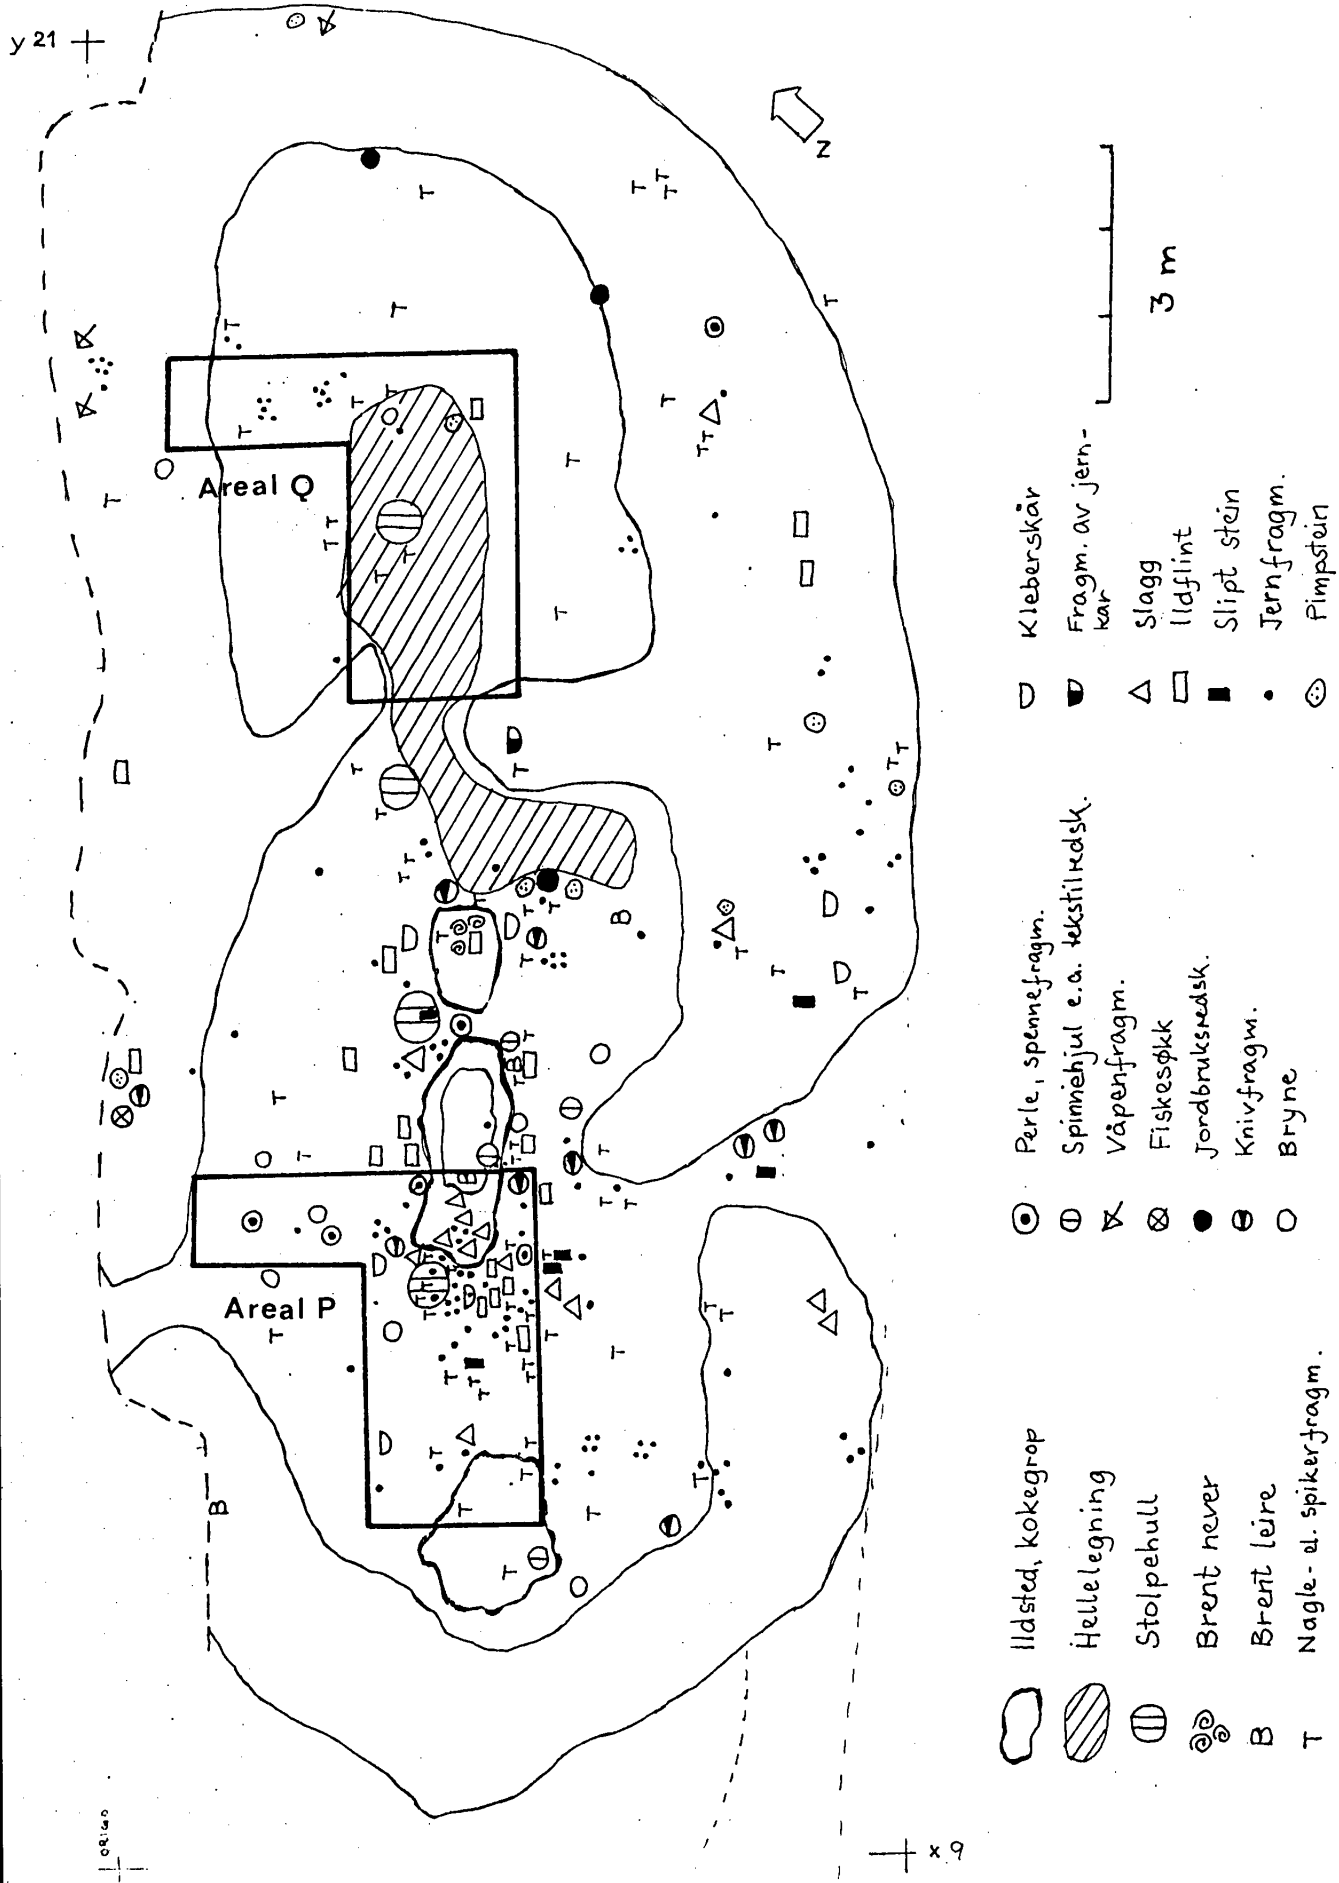 y 21
Areal Q
Areal P
ORIGO
x 9
N
3 m
Ildsted, kokegrop
Hellelegning
Stolpehull
Brent never
B Brent leire
T Nagle- el. spikerfragm.
Perle, spennefragm.
Spinnehjul e.a. tekstilredsk.
Våpenfragm.
Fiskesøkk
Jordbruksredsk.
Knivfragm.
Bryne
Kleberskår
Fragm. av jern-
kar
Slagg
Ildflint
Slipt stein
Jernfragm.
Pimpstein